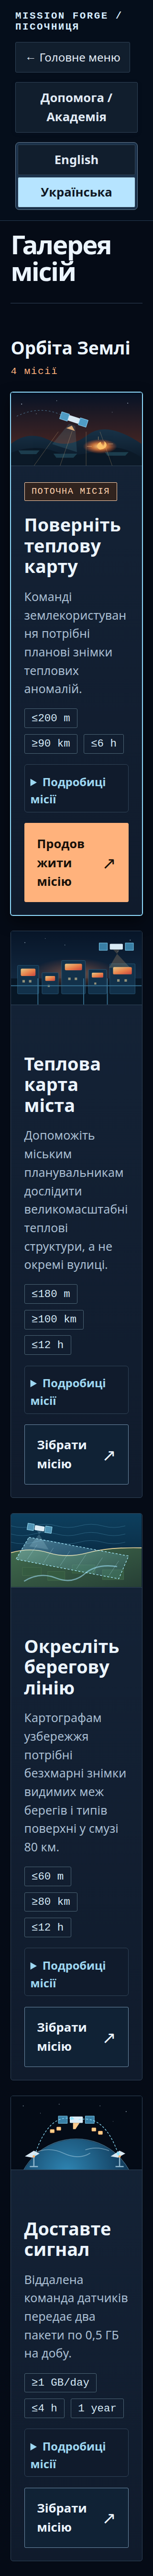 MISSION FORGE /
ПІСОЧНИЦЯ
← Головне меню
Допомога /
Академія
English
Українська
Галерея
місій
Орбіта Землі
4 місії
ПОТОЧНА МІСІЯ
Поверніть
теплову
карту
Команді
землекористуван
ня потрібні
планові знімки
теплових
аномалій.
≤200 m
≥90 km ≤6 h
▶ Подробиці
місії
Продов
жити
місію ↗
Теплова
карта
міста
Допоможіть
міським
планувальникам
дослідити
великомасштабні
теплові
структури, а не
окремі вулиці.
≤180 m
≥100 km
≤12 h
▶ Подробиці
місії
Зібрати
місію ↗
Окресліть
берегову
лінію
Картографам
узбережжя
потрібні
безхмарні знімки
видимих меж
берегів і типів
поверхні у смузі
80 км.
≤60 m
≥80 km
≤12 h
▶ Подробиці
місії
Зібрати
місію ↗
Доставте
сигнал
Віддалена
команда датчиків
передає два
пакети по 0,5 ГБ
на добу.
≥1 GB/day
≤4 h 1 year
▶ Подробиці
місії
Зібрати
місію ↗